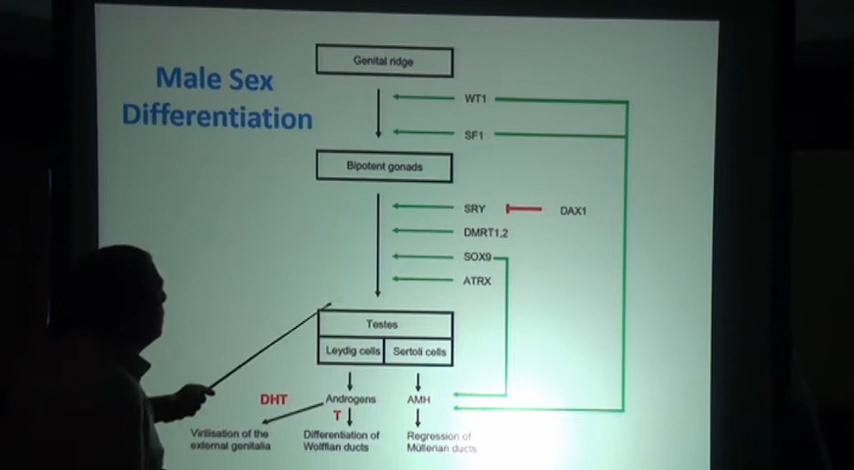 Male Sex
Differentiation
Genital ridge
WT1
SF1
Bipotent gonads
SRY
DAX1
DMRT1,2
SOX9
ATRX
Testes
Leydig cells
Sertoli cells
DHT
Androgens
AMH
T
Virilisation of the
external genitalia
Differentiation of
Wolffian ducts
Regression of
Müllerian ducts